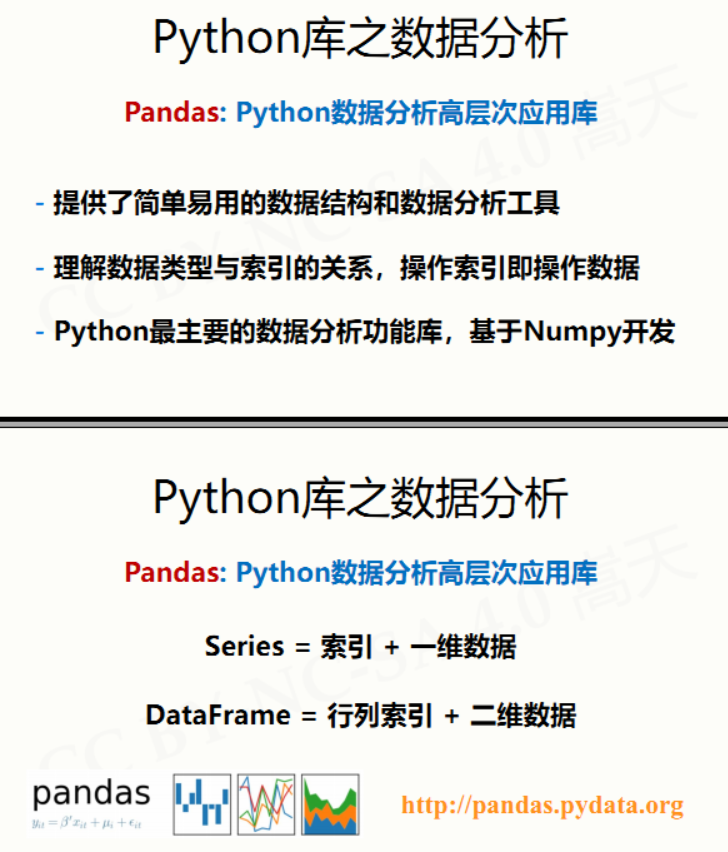 Python库之数据分析
Pandas: Python数据分析高层次应用库
- 提供了简单易用的数据结构和数据分析工具
- 理解数据类型与索引的关系，操作索引即操作数据
- Python最主要的数据分析功能库，基于Numpy开发
CC BY-NC-SA 4.0 嵩天
Python库之数据分析
Pandas: Python数据分析高层次应用库
Series = 索引 + 一维数据
DataFrame = 行列索引 + 二维数据
pandas
y_it = β′x_it + μ_i + ϵ_it
http://pandas.pydata.org
CC BY-NC-SA 4.0 嵩天